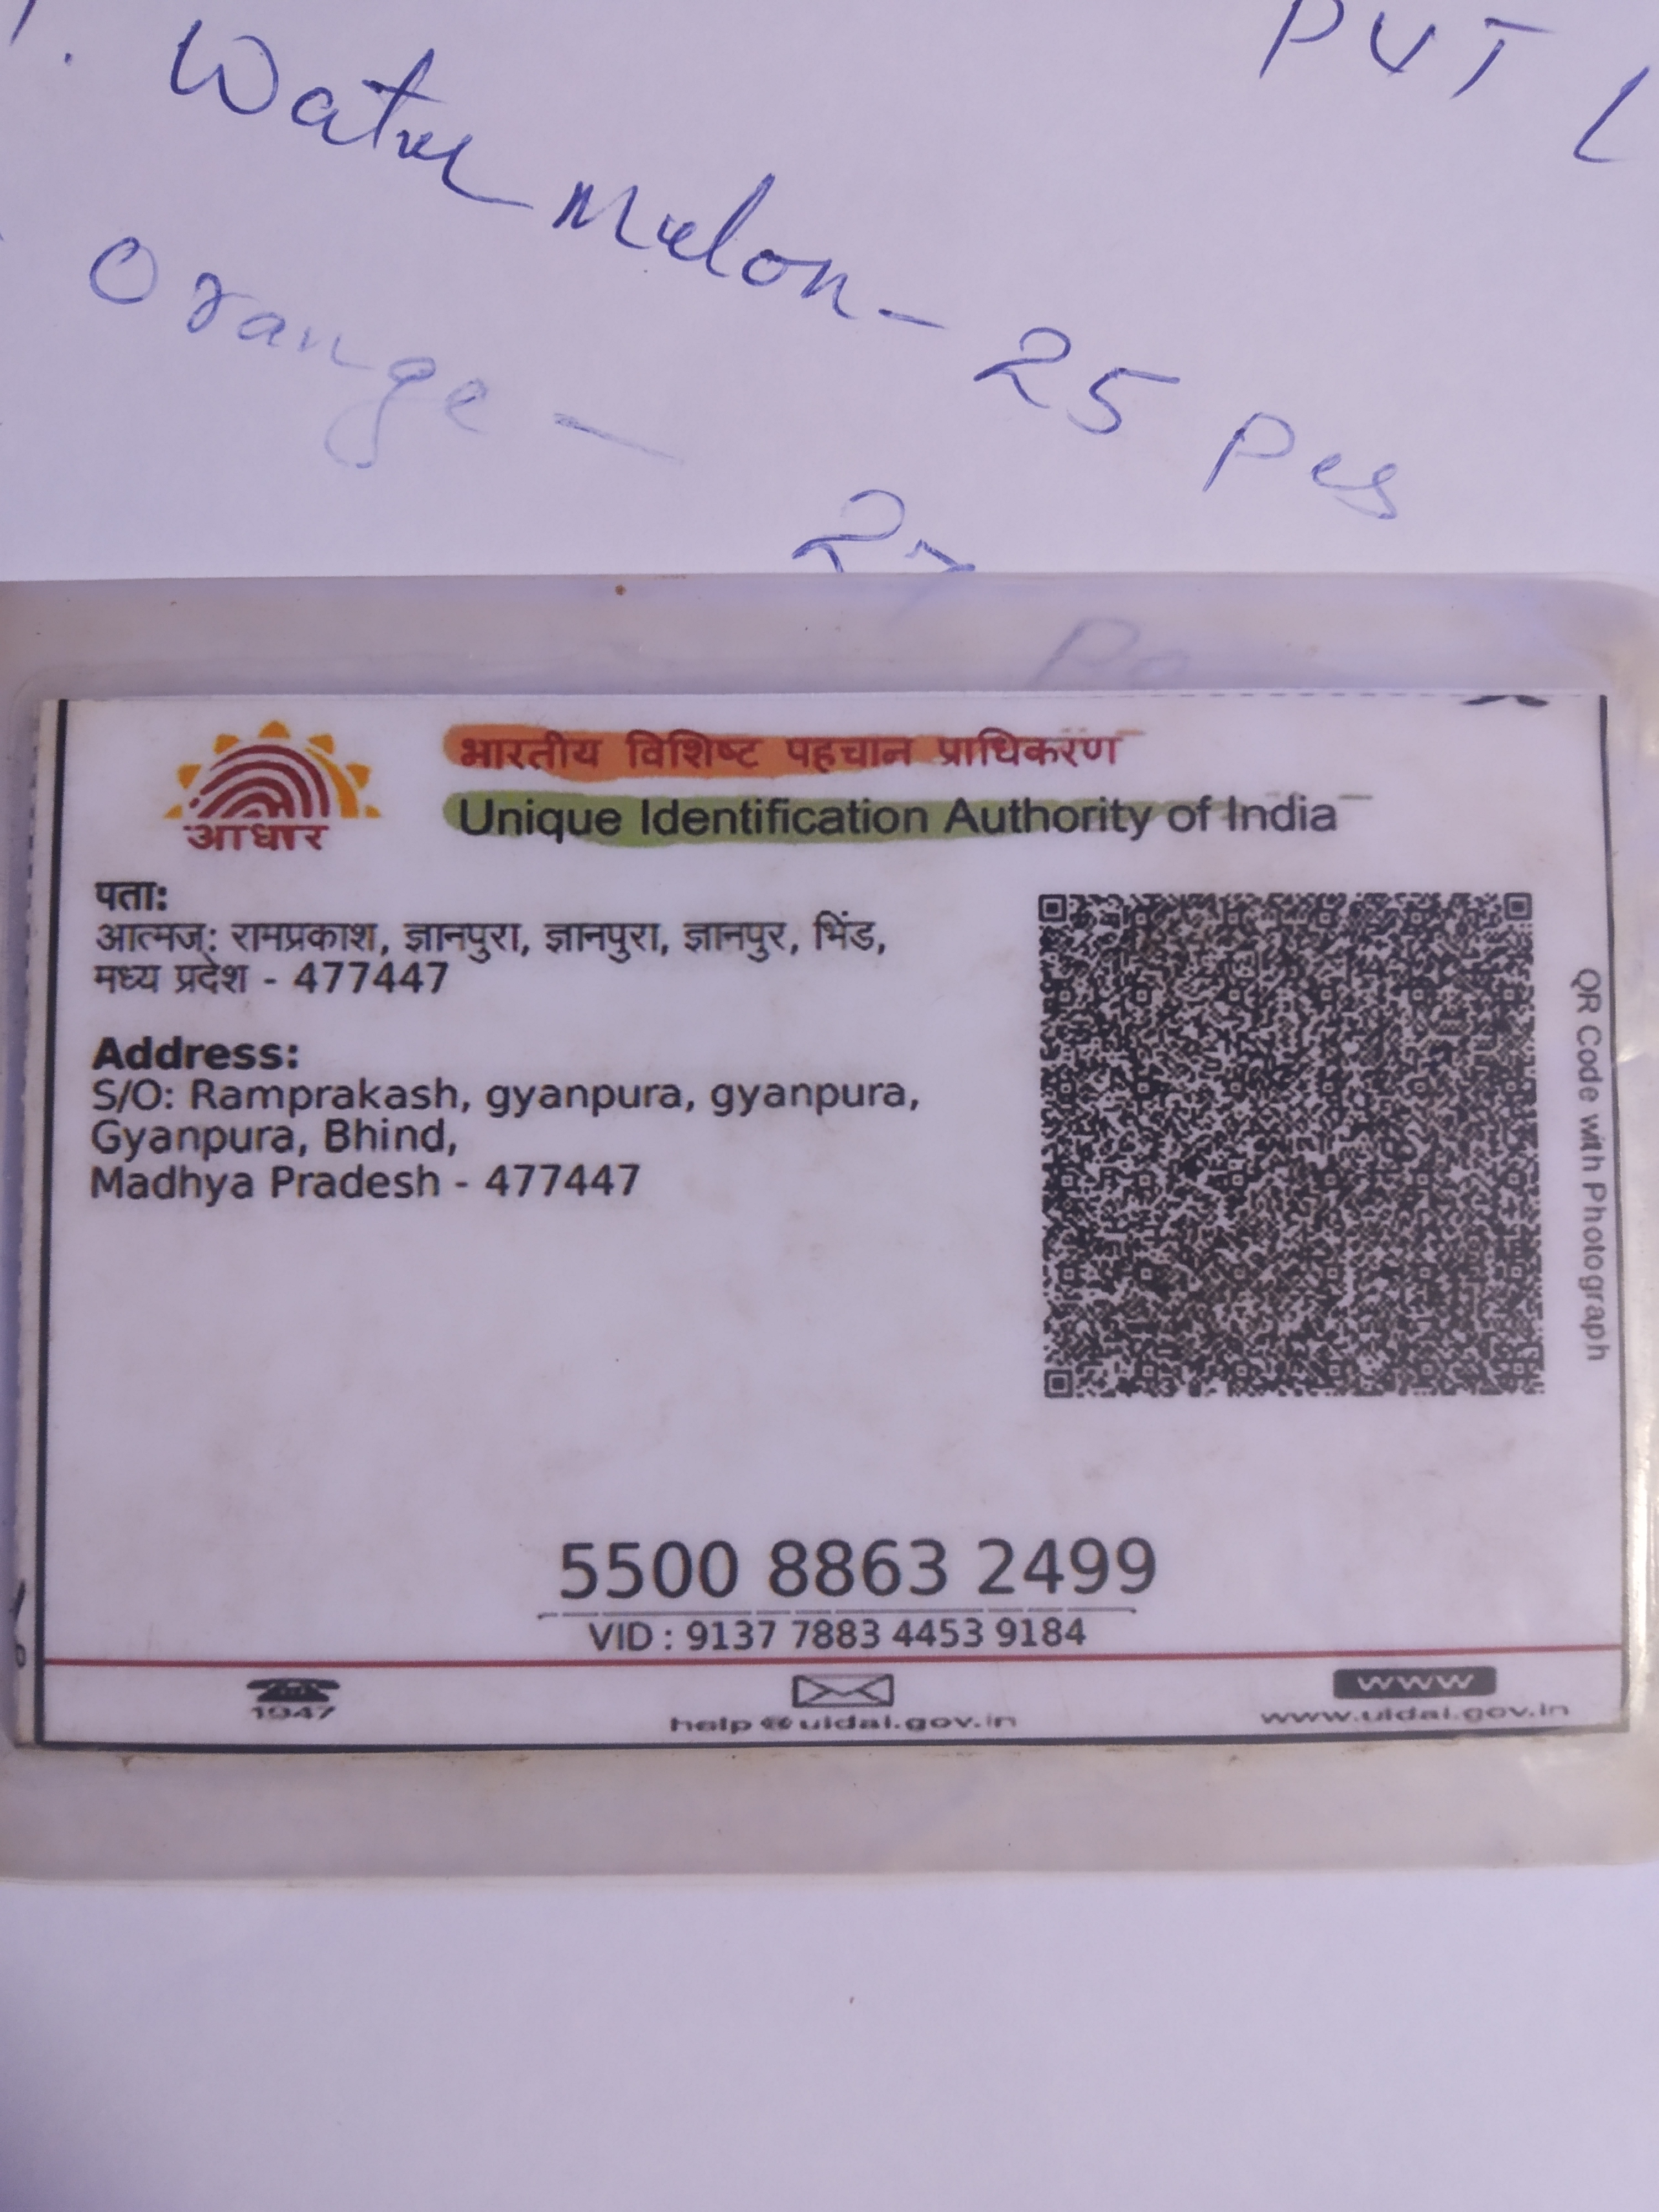 1. Water Melon - 25 Pcs
PVT L
Orange - 27
Pc
भारतीय विशिष्ट पहचान प्राधिकरण
Unique Identification Authority of India
आधार
पता:
आत्मज: रामप्रकाश, ज्ञानपुरा, ज्ञानपुरा, ज्ञानपुर, भिंड,
मध्य प्रदेश - 477447
Address:
S/O: Ramprakash, gyanpura, gyanpura,
Gyanpura, Bhind,
Madhya Pradesh - 477447
QR Code with Photograph
5500 8863 2499
VID : 9137 7883 4453 9184
1947
help@uidai.gov.in
www
www.uidai.gov.in